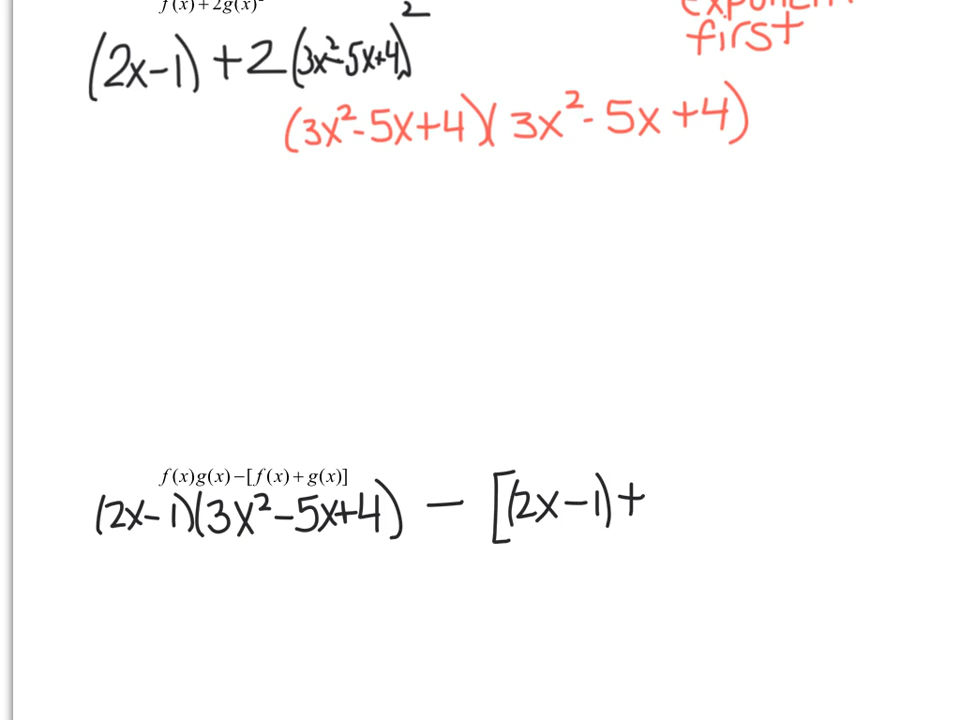 f(x)+2g(x)²
exponent
first
(2x-1)+2(3x²-5x+4)²
(3x²-5x+4)(3x²-5x+4)
f(x)g(x)-[f(x)+g(x)]
(2x-1)(3x²-5x+4) - [(2x-1)+